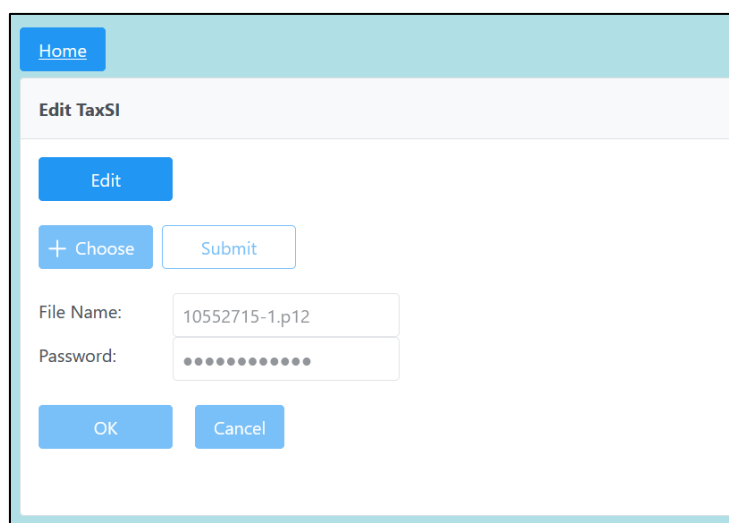 Home
Edit TaxSI
Edit
+ Choose Submit
File Name: 10552715-1.p12
Password: ●●●●●●●●●●●●
OK Cancel